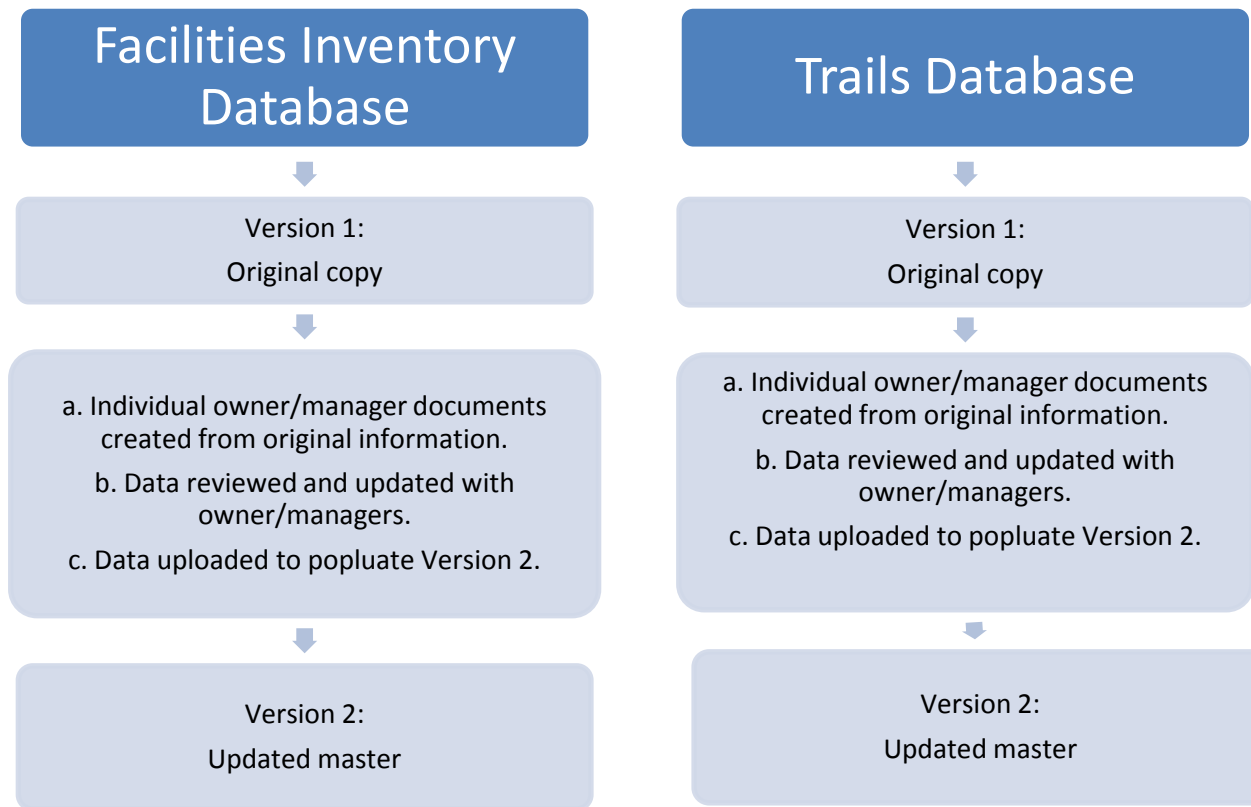 Facilities Inventory
Database
Version 1:
Original copy
a. Individual owner/manager documents
created from original information.
b. Data reviewed and updated with
owner/managers.
c. Data uploaded to popluate Version 2.
Version 2:
Updated master
Trails Database
Version 1:
Original copy
a. Individual owner/manager documents
created from original information.
b. Data reviewed and updated with
owner/managers.
c. Data uploaded to popluate Version 2.
Version 2:
Updated master